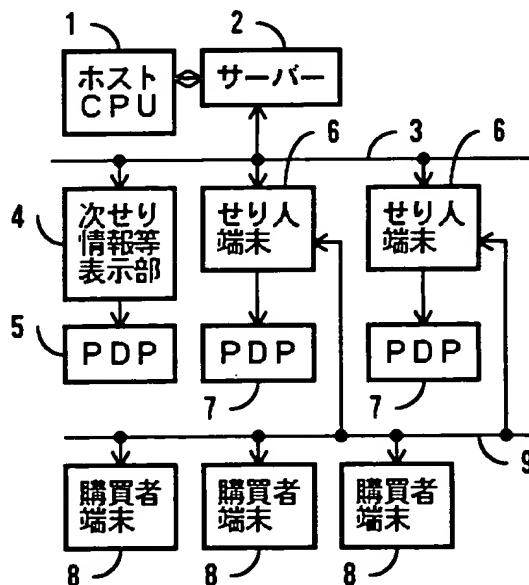 1
2
ホスト
CPU
サーバー
6
3
6
4
次せり
情報等
表示部
せり人
端末
せり人
端末
5
PDP
PDP
PDP
7
7
9
購買者
端末
購買者
端末
購買者
端末
8
8
8